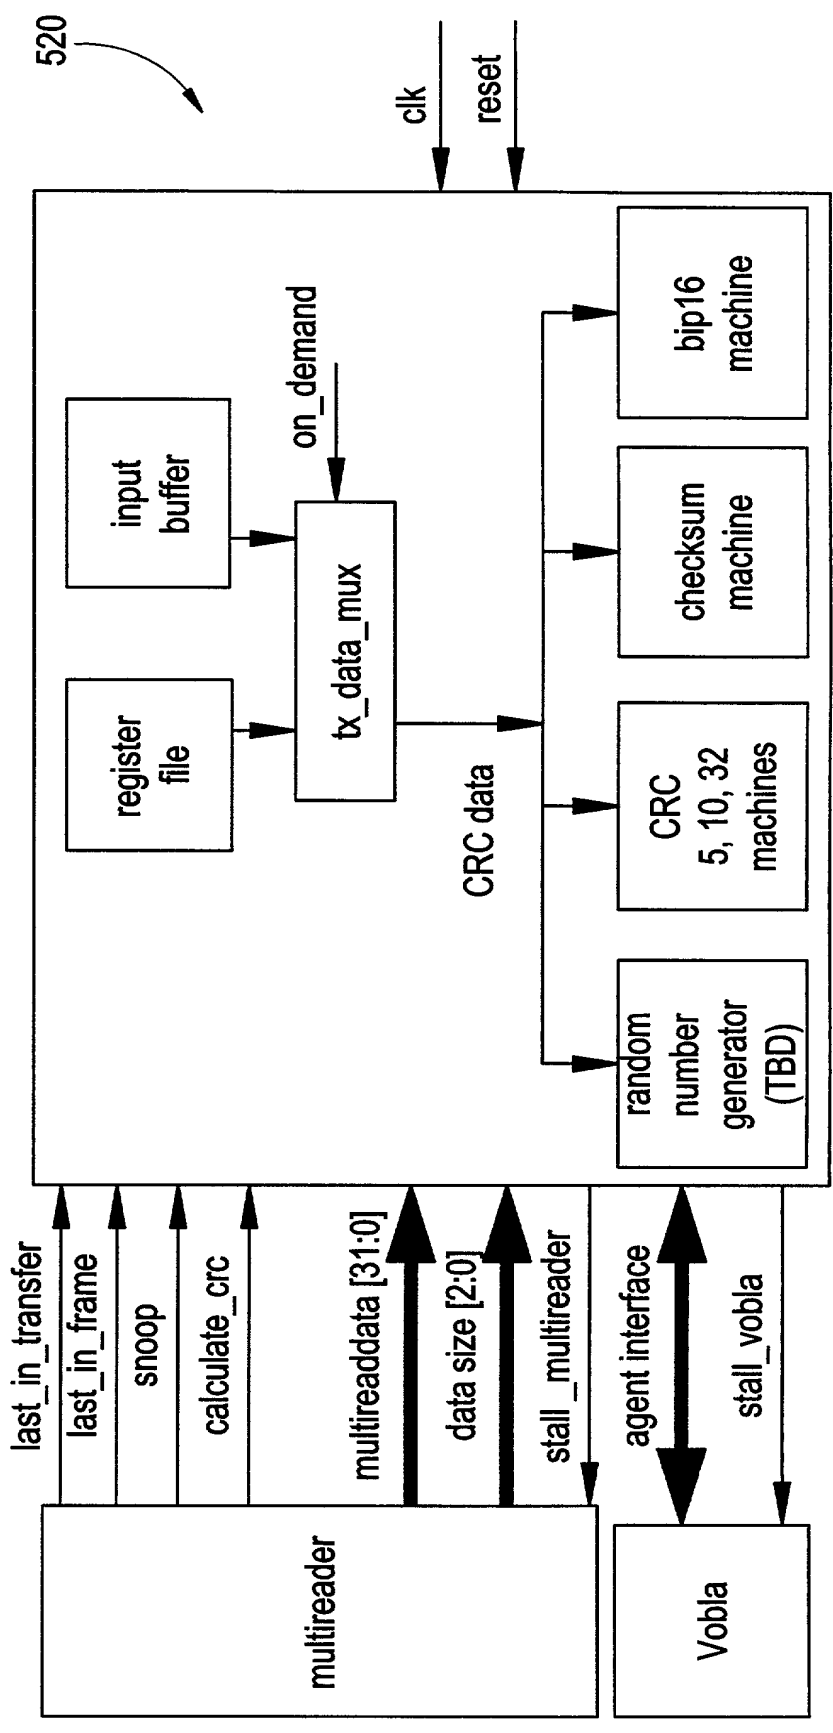 520
last_in_transfer
last_in_frame
snoop
calculate_crc
multireaddata [31:0]
data size [2:0]
stall_multireader
agent interface
stall_vobla
multireader
Vobla
register
file
input
buffer
tx_data_mux
on_demand
CRC data
random
number
generator
(TBD)
CRC
5, 10, 32
machines
checksum
machine
bip16
machine
clk
reset